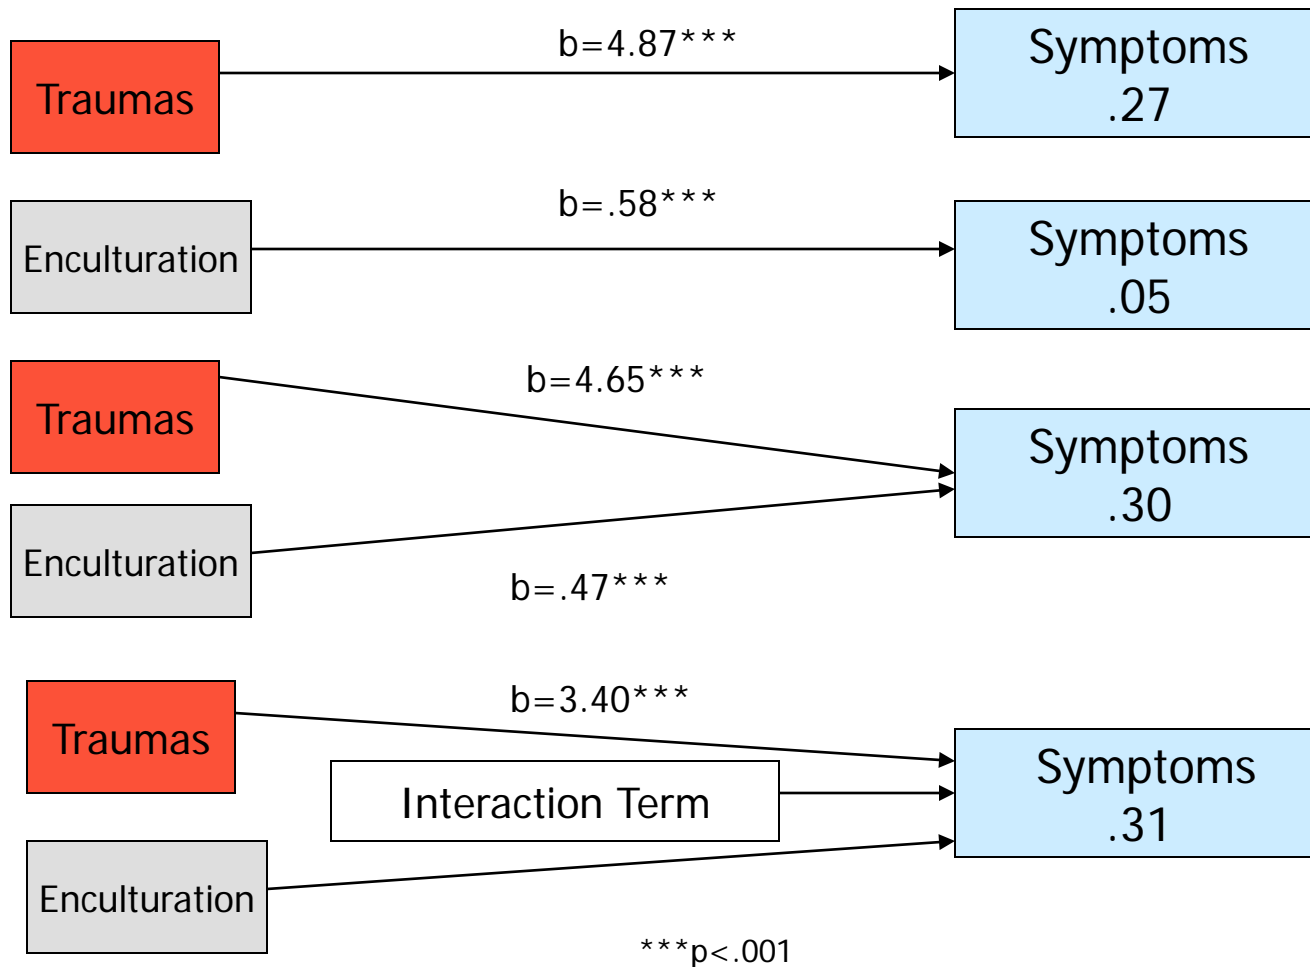 b=4.87***
Traumas
Symptoms
.27
b=.58***
Enculturation
Symptoms
.05
Traumas
b=4.65***
Symptoms
.30
Enculturation
b=.47***
Traumas
b=3.40***
Interaction Term
Symptoms
.31
Enculturation
***p<.001